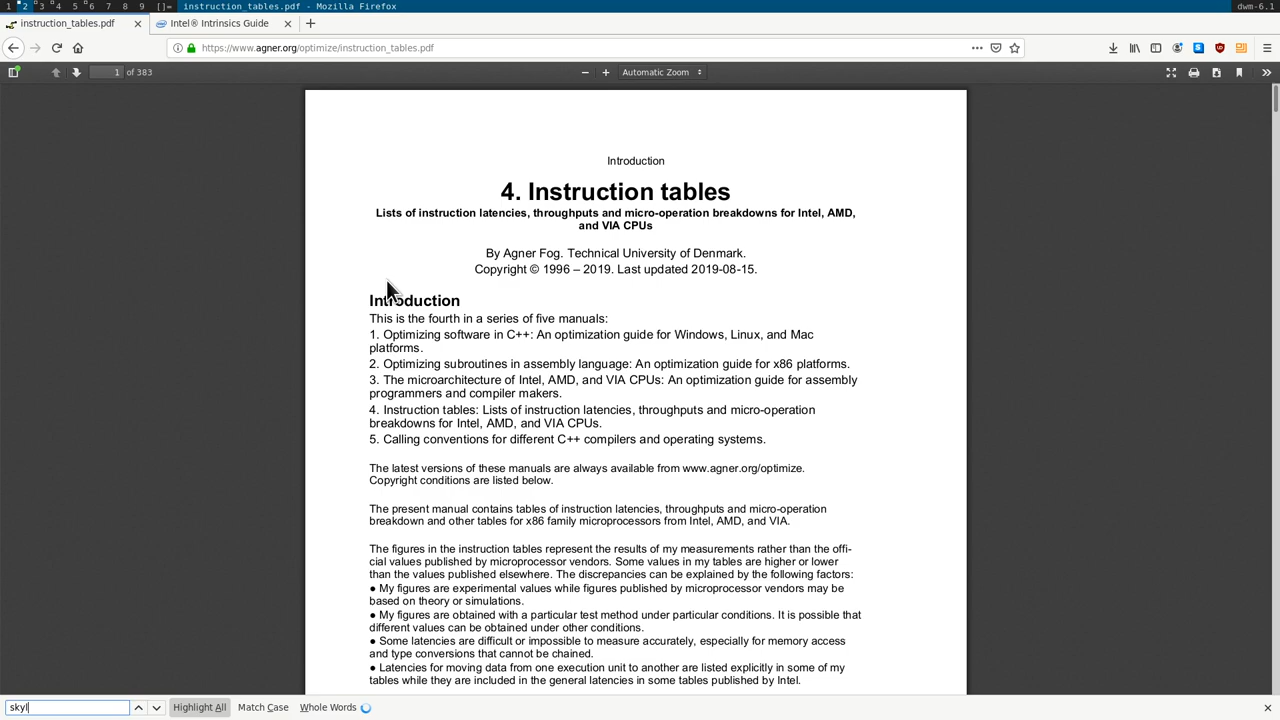 1 2 3 4 5 6 7 8 9 []= instruction_tables.pdf - Mozilla Firefox dwm-6.1
instruction_tables.pdf Intel® Intrinsics Guide
https://www.agner.org/optimize/instruction_tables.pdf
1 of 383 Automatic Zoom
Introduction
4. Instruction tables
Lists of instruction latencies, throughputs and micro-operation breakdowns for Intel, AMD,
and VIA CPUs
By Agner Fog. Technical University of Denmark.
Copyright © 1996 – 2019. Last updated 2019-08-15.
Introduction
This is the fourth in a series of five manuals:
1. Optimizing software in C++: An optimization guide for Windows, Linux, and Mac
platforms.
2. Optimizing subroutines in assembly language: An optimization guide for x86 platforms.
3. The microarchitecture of Intel, AMD, and VIA CPUs: An optimization guide for assembly
programmers and compiler makers.
4. Instruction tables: Lists of instruction latencies, throughputs and micro-operation
breakdowns for Intel, AMD, and VIA CPUs.
5. Calling conventions for different C++ compilers and operating systems.
The latest versions of these manuals are always available from www.agner.org/optimize.
Copyright conditions are listed below.
The present manual contains tables of instruction latencies, throughputs and micro-operation
breakdown and other tables for x86 family microprocessors from Intel, AMD, and VIA.
The figures in the instruction tables represent the results of my measurements rather than the offi-
cial values published by microprocessor vendors. Some values in my tables are higher or lower
than the values published elsewhere. The discrepancies can be explained by the following factors:
● My figures are experimental values while figures published by microprocessor vendors may be
based on theory or simulations.
● My figures are obtained with a particular test method under particular conditions. It is possible that
different values can be obtained under other conditions.
● Some latencies are difficult or impossible to measure accurately, especially for memory access
and type conversions that cannot be chained.
● Latencies for moving data from one execution unit to another are listed explicitly in some of my
tables while they are included in the general latencies in some tables published by Intel.
skyl Highlight All Match Case Whole Words